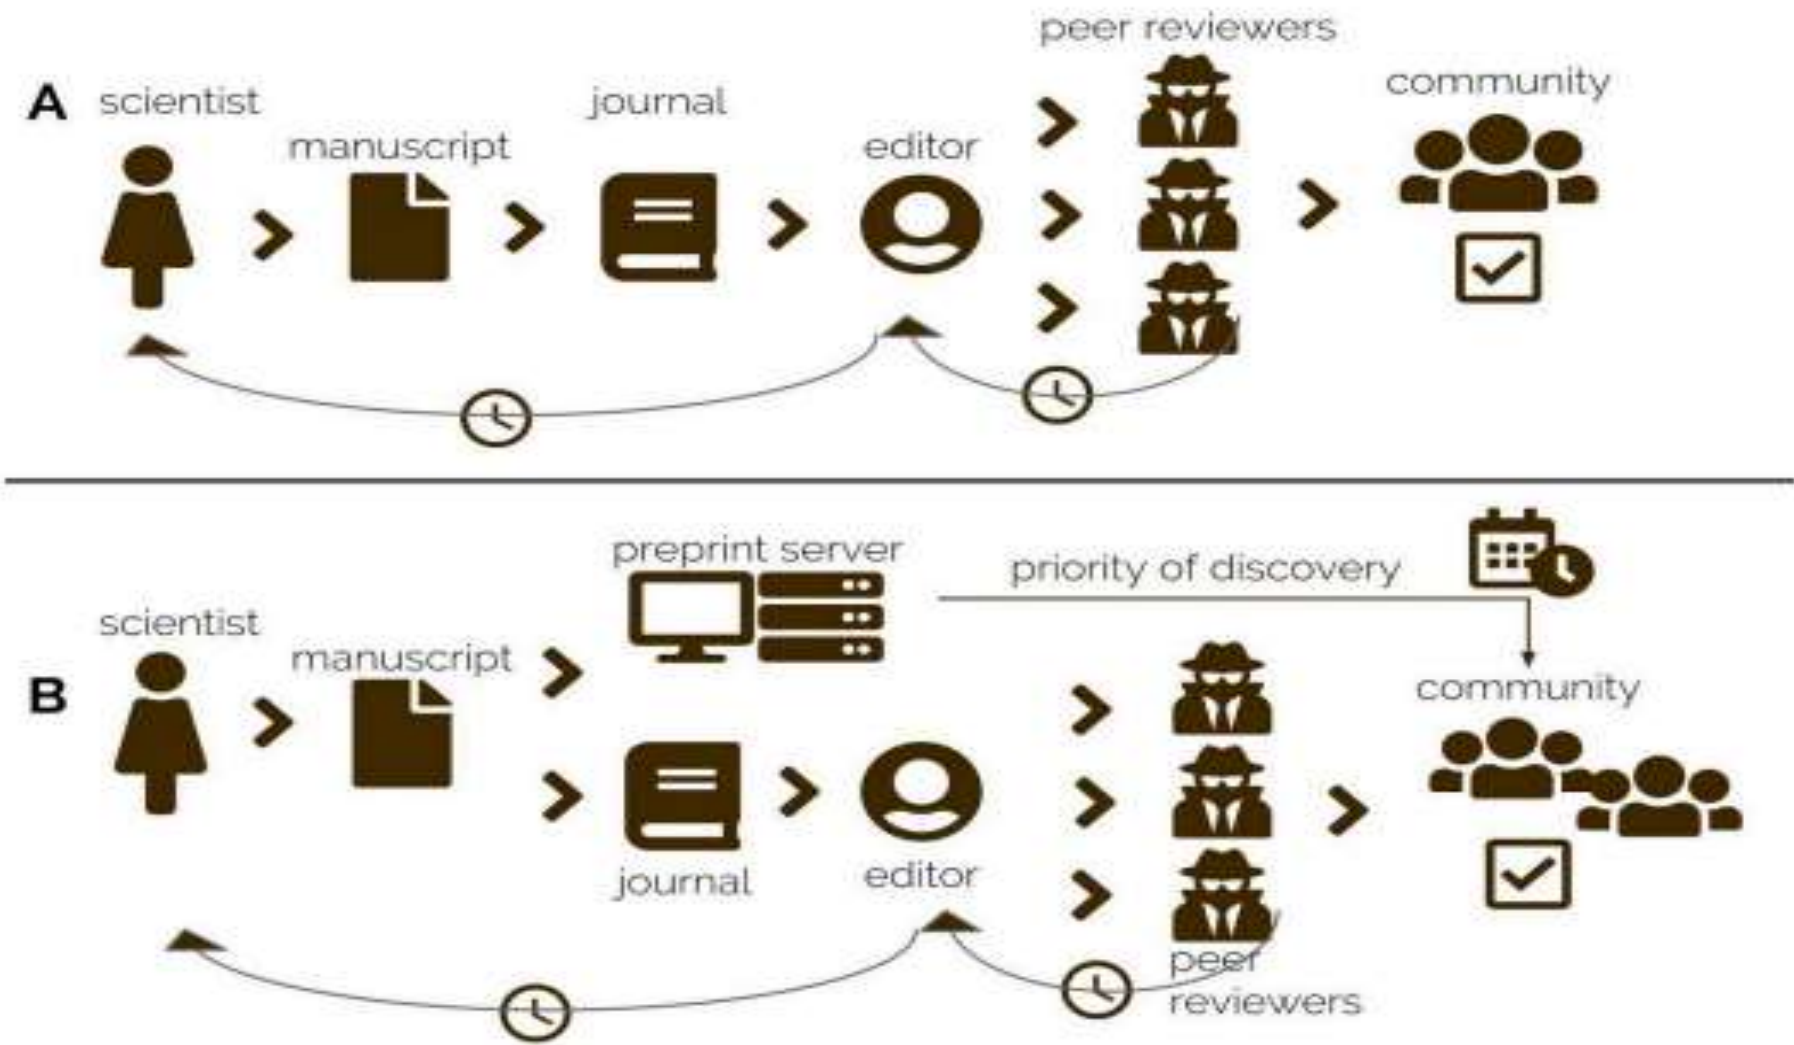 peer reviewers
A
scientist
journal
community
manuscript
editor
preprint server
priority of discovery
scientist
manuscript
B
community
journal
editor
peer
reviewers